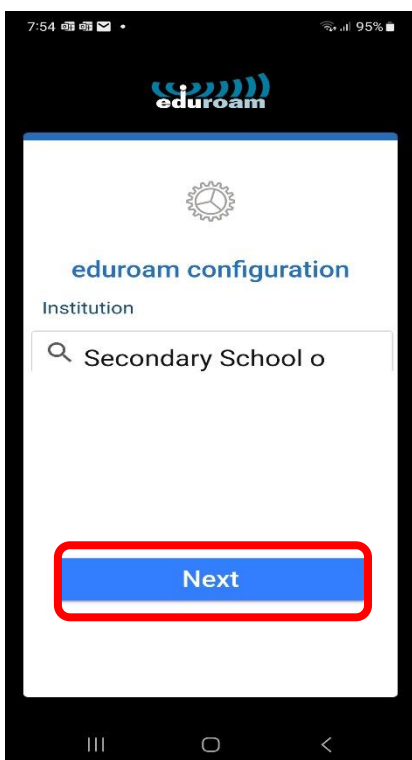 7:54 95%
eduroam
eduroam configuration
Institution
Secondary School o
Next